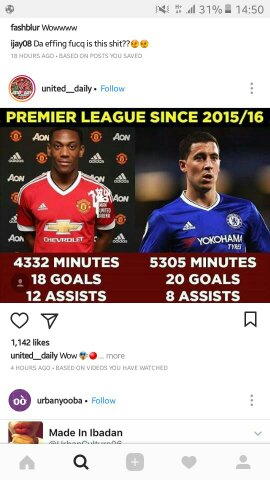 31% 14:50
fashblur Wowwww
ijay08 Da effing fucq is this shit??
18 HOURS AGO • BASED ON POSTS YOU SAVED
united__daily • Follow
PREMIER LEAGUE SINCE 2015/16
AON
AON
adidas
CHEVROLET
YOKOHAMA
TYRES
4332 MINUTES
5305 MINUTES
18 GOALS
20 GOALS
12 ASSISTS
8 ASSISTS
1,142 likes
united__daily Wow ... more
4 HOURS AGO • BASED ON VIDEOS YOU HAVE WATCHED
urbanyooba • Follow
Made In Ibadan